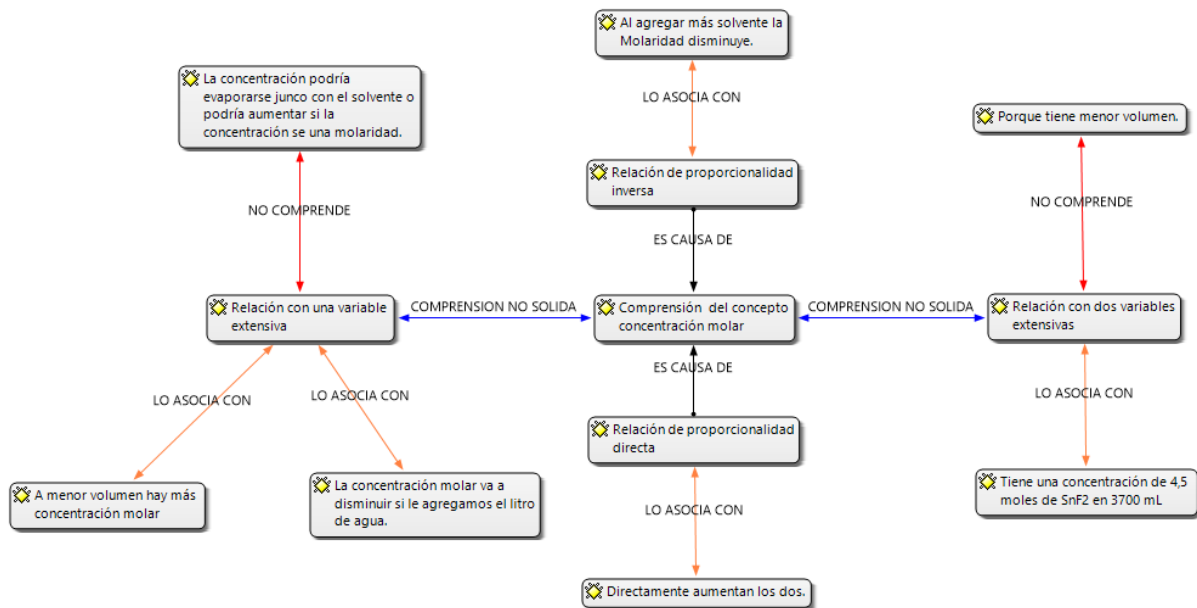 Al agregar más solvente la
Molaridad disminuye.
La concentración podría
evaporarse junco con el solvente o
podría aumentar si la
concentración se una molaridad.
LO ASOCIA CON
Porque tiene menor volumen.
Relación de proporcionalidad
inversa
NO COMPRENDE
NO COMPRENDE
ES CAUSA DE
Relación con una variable
extensiva
COMPRENSION NO SOLIDA
Comprensión del concepto
concentración molar
COMPRENSION NO SOLIDA
Relación con dos variables
extensivas
ES CAUSA DE
LO ASOCIA CON
LO ASOCIA CON
LO ASOCIA CON
Relación de proporcionalidad
directa
A menor volumen hay más
concentración molar
La concentración molar va a
disminuir si le agregamos el litro
de agua.
Tiene una concentración de 4,5
moles de SnF2 en 3700 mL
LO ASOCIA CON
Directamente aumentan los dos.